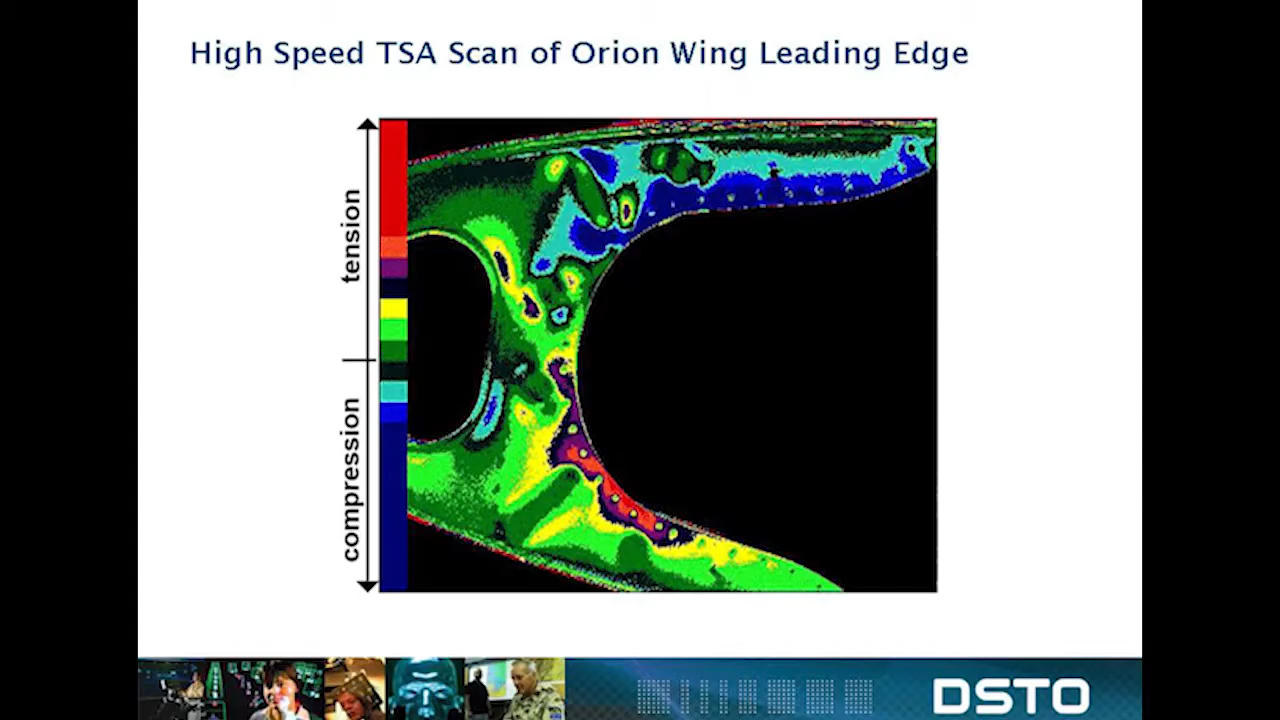 High Speed TSA Scan of Orion Wing Leading Edge
tension
compression
DSTO